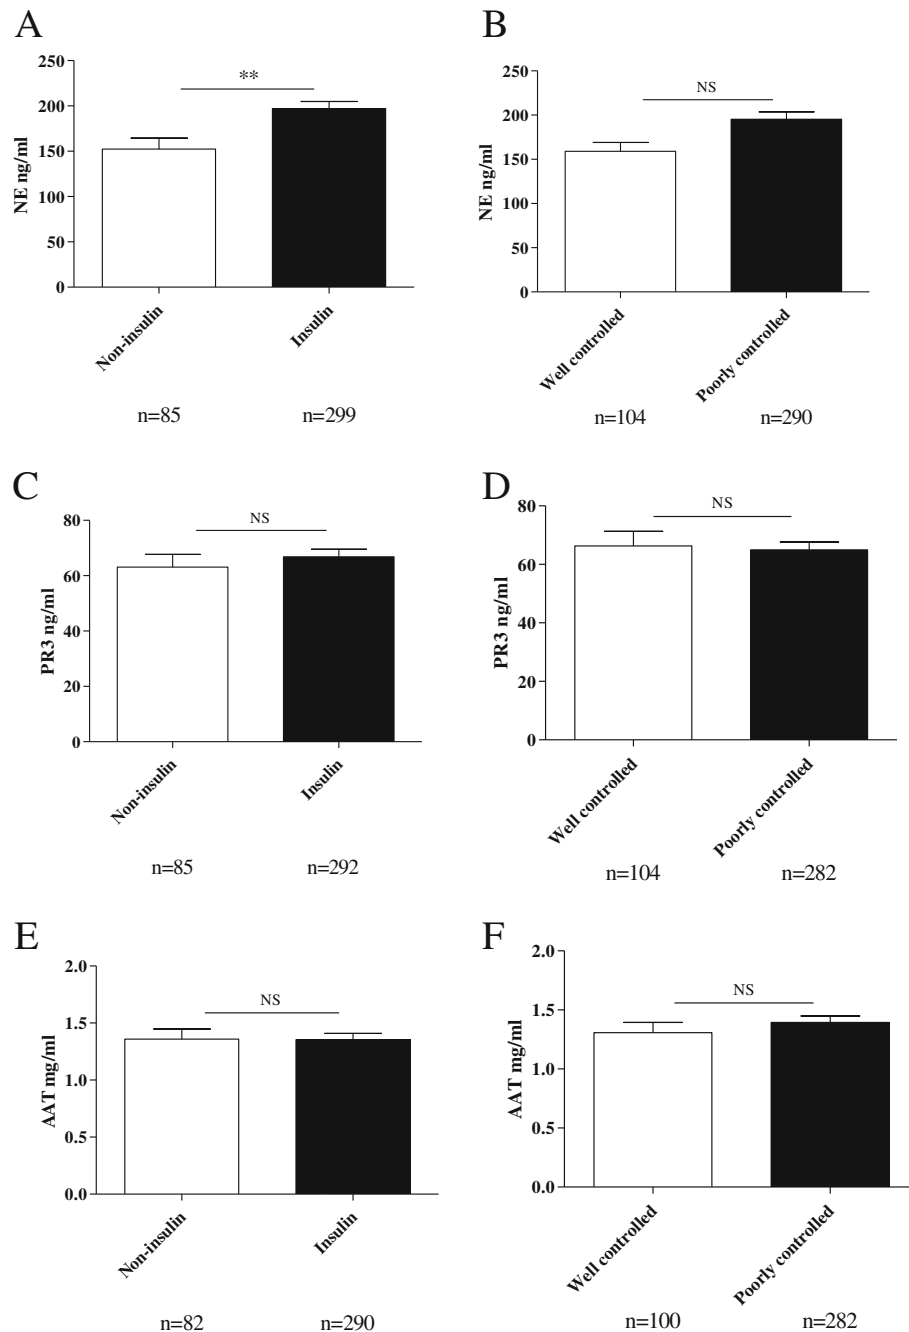 A
250
200
150
100
50
0
NE ng/ml
**
Non-insulin
Insulin
n=85
n=299
B
250
200
150
100
50
0
NE ng/ml
NS
Well controlled
Poorly controlled
n=104
n=290
C
80
60
40
20
0
PR3 ng/ml
NS
Non-insulin
Insulin
n=85
n=292
D
80
60
40
20
0
PR3 ng/ml
NS
Well controlled
Poorly controlled
n=104
n=282
E
2.0
1.5
1.0
0.5
0.0
AAT mg/ml
NS
Non-insulin
Insulin
n=82
n=290
F
2.0
1.5
1.0
0.5
0.0
AAT mg/ml
NS
Well controlled
Poorly controlled
n=100
n=282